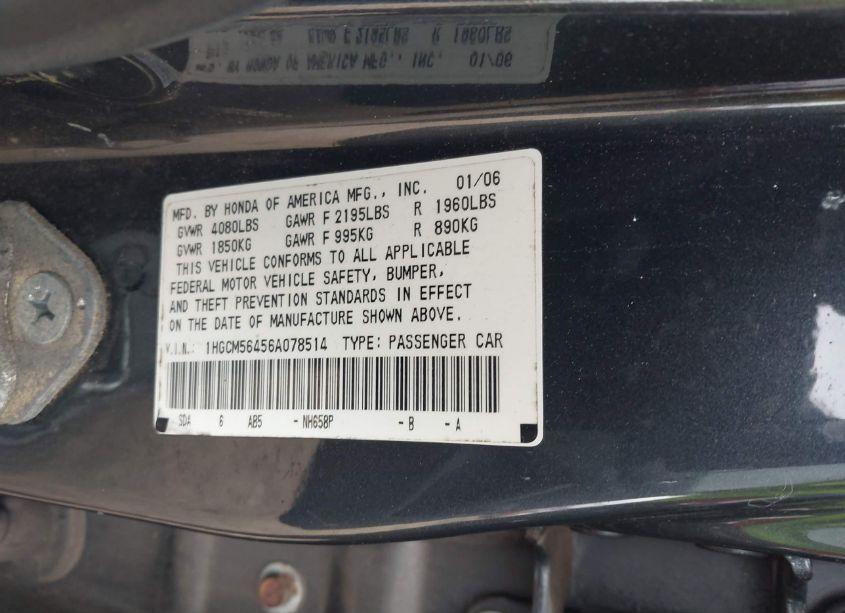 MFD. BY HONDA OF AMERICA MFG., INC. 01/06
GVWR 4080LBS GAWR F 2195LBS R 1960LBS
GVWR 1850KG GAWR F 995KG R 890KG
THIS VEHICLE CONFORMS TO ALL APPLICABLE
FEDERAL MOTOR VEHICLE SAFETY, BUMPER,
AND THEFT PREVENTION STANDARDS IN EFFECT
ON THE DATE OF MANUFACTURE SHOWN ABOVE.
V.I.N.: 1HGCM56456A078514 TYPE: PASSENGER CAR
SDA 6 AB5 - NH658P - B - A